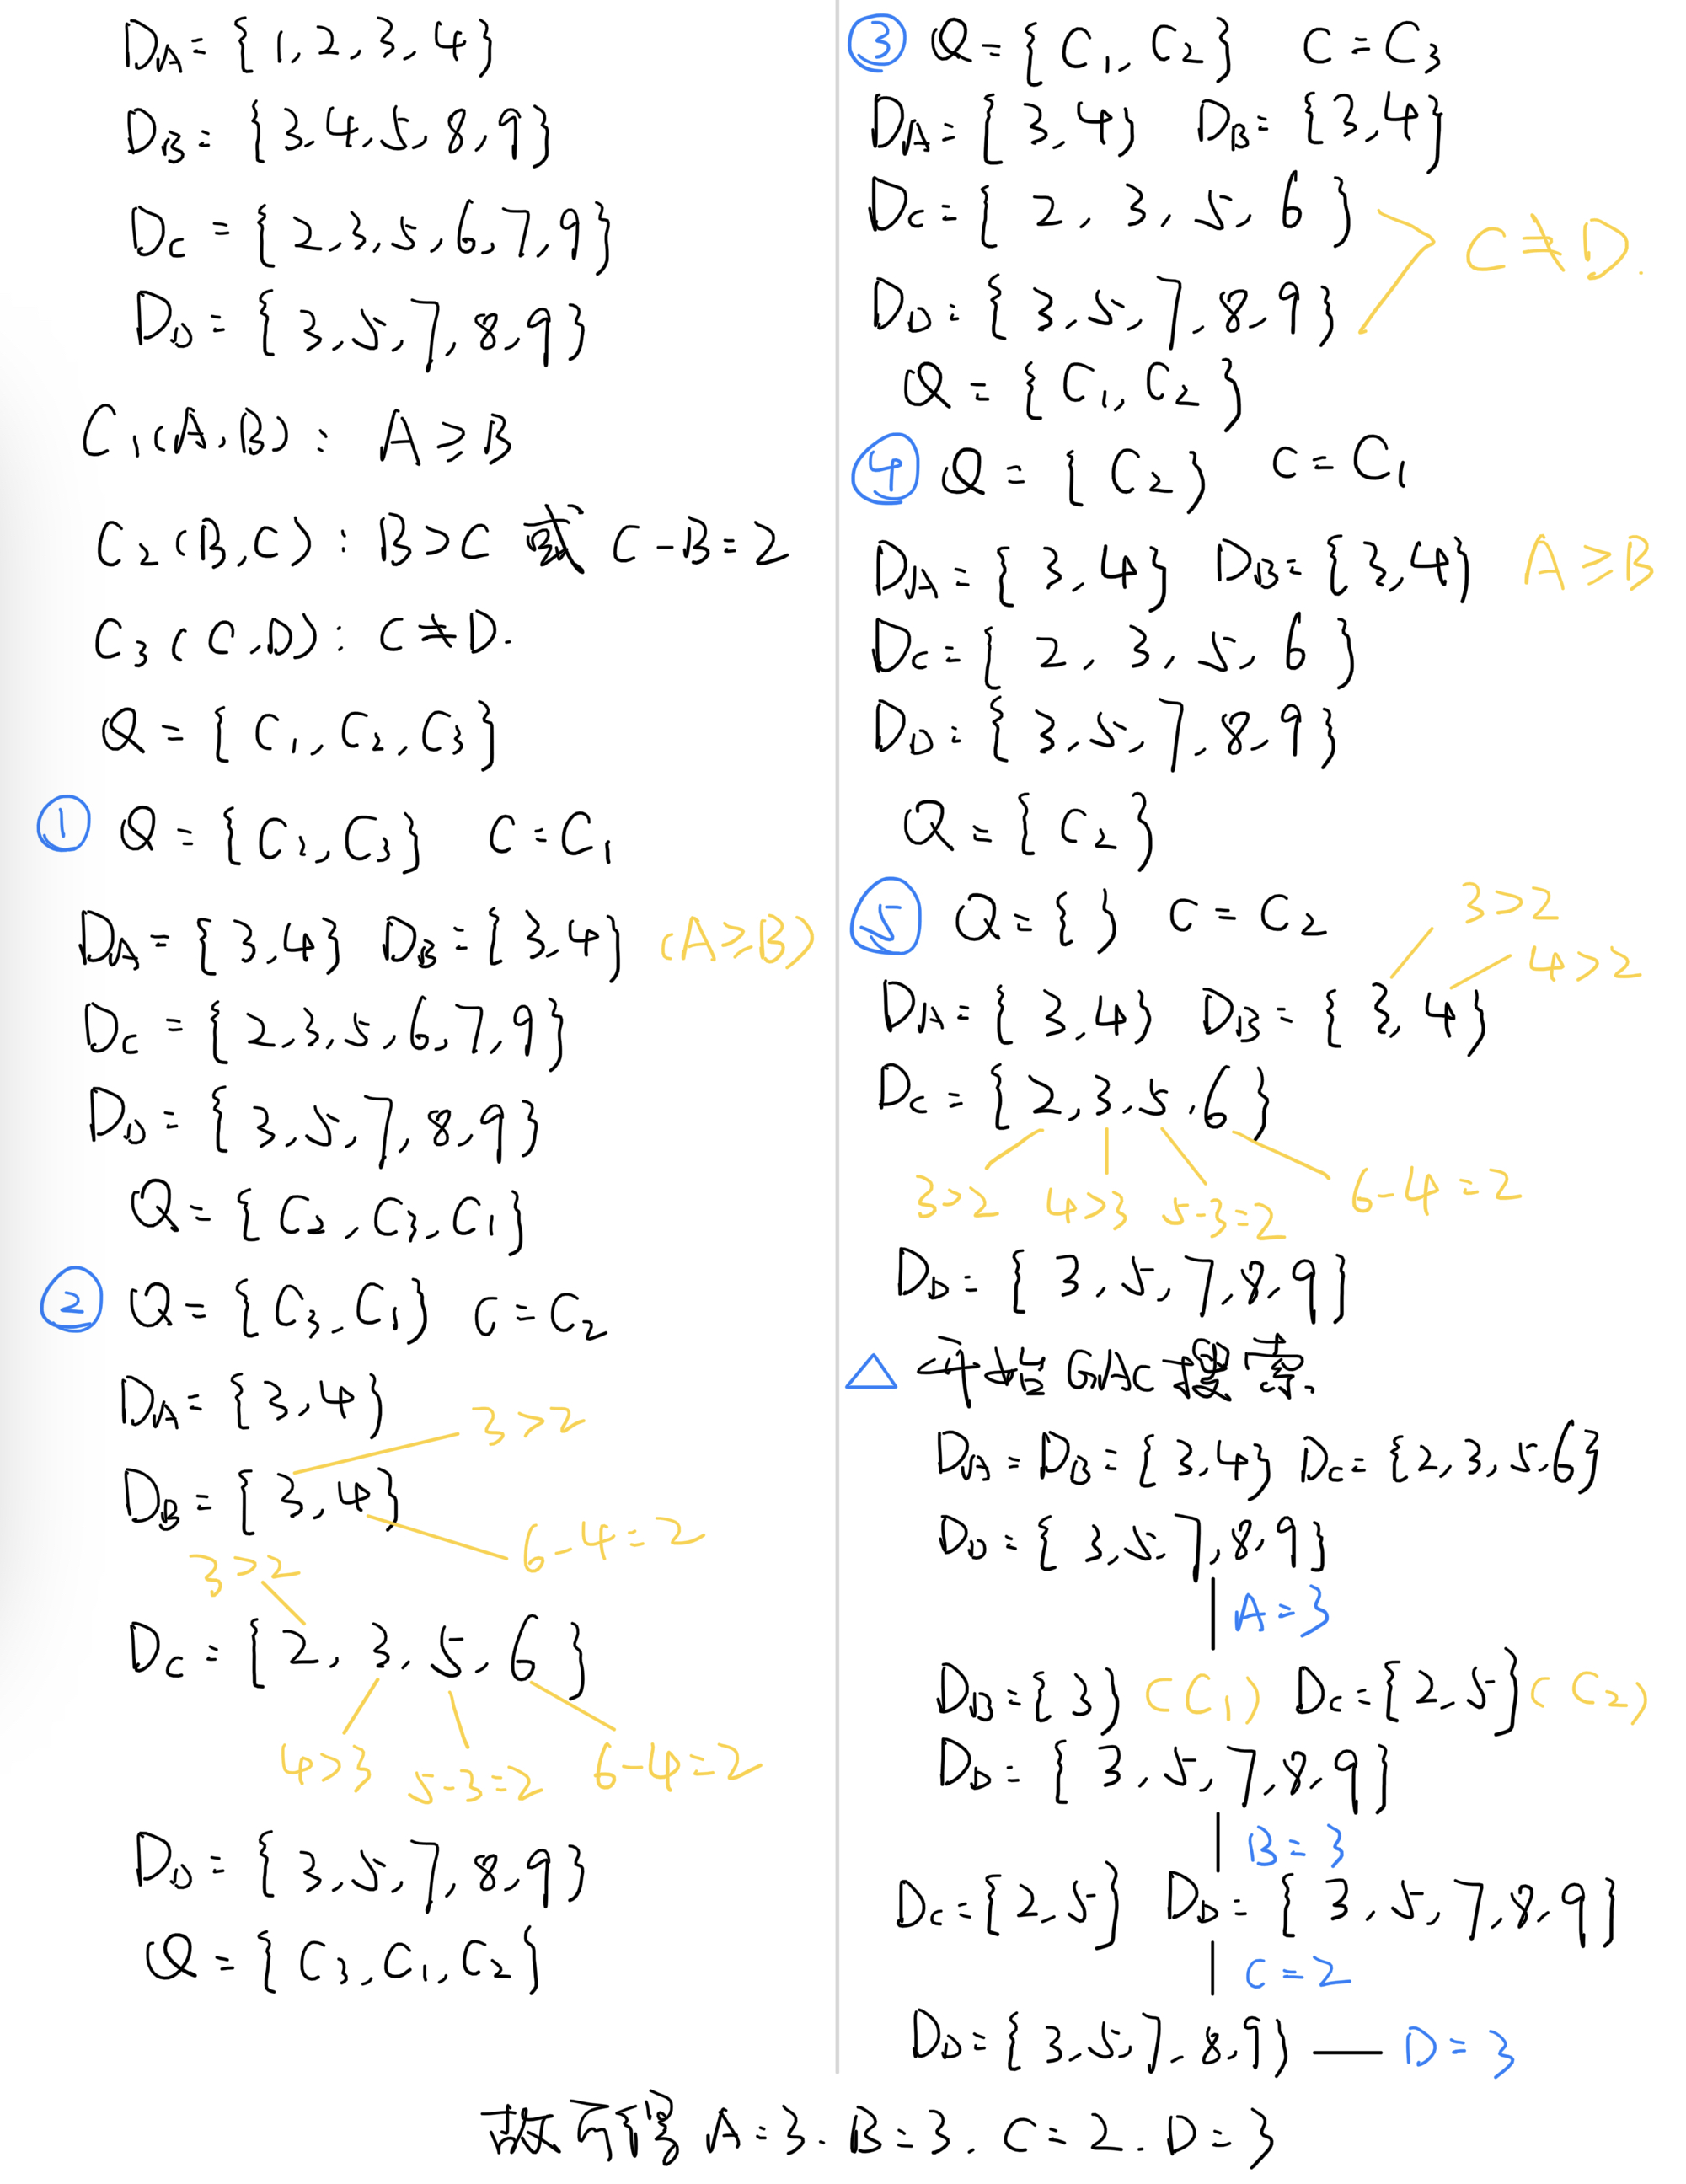 D_A = {1, 2, 3, 4}
D_B = {3, 4, 5, 8, 9}
D_C = {2, 3, 5, 6, 7, 9}
D_D = {3, 5, 7, 8, 9}
C_1(A, B): A ≥ B
C_2(B, C): B > C 或 C - B = 2
C_3(C, D): C ≠ D.
Q = {C_1, C_2, C_3}
① Q = {C_2, C_3} C = C_1
D_A = {3, 4} D_B = {3, 4} (A ≥ B)
D_C = {2, 3, 5, 6, 7, 9}
D_D = {3, 5, 7, 8, 9}
Q = {C_2, C_3, C_1}
② Q = {C_3, C_1} C = C_2
D_A = {3, 4}
3 > 2
D_B = {3, 4}
6 - 4 = 2
3 > 2
D_C = {2, 3, 5, 6}
4 > 3 5 - 3 = 2 6 - 4 = 2
D_D = {3, 5, 7, 8, 9}
Q = {C_3, C_1, C_2}
③ Q = {C_1, C_2} C = C_3
D_A = {3, 4} D_B = {3, 4}
D_C = {2, 3, 5, 6}
C ≠ D.
D_D = {3, 5, 7, 8, 9}
Q = {C_1, C_2}
④ Q = {C_2} C = C_1
D_A = {3, 4} D_B = {3, 4} A ≥ B
D_C = {2, 3, 5, 6}
D_D = {3, 5, 7, 8, 9}
Q = {C_2}
⑤ Q = {} C = C_2
3 > 2
4 > 2
D_A = {3, 4} D_B = {3, 4}
D_C = {2, 3, 5, 6}
3 > 2 4 > 3 5 - 3 = 2 6 - 4 = 2
D_D = {3, 5, 7, 8, 9}
△ 开始 GAC 搜索.
D_A = D_B = {3, 4} D_C = {2, 3, 5, 6}
D_D = {3, 5, 7, 8, 9}
A = 3
D_B = {3} (C_1) D_C = {2, 5} (C_2)
D_D = {3, 5, 7, 8, 9}
B = 3
D_C = {2, 5} D_D = {3, 5, 7, 8, 9}
C = 2
D_D = {3, 5, 7, 8, 9} — D = 3
故可得 A = 3. B = 3. C = 2. D = 3